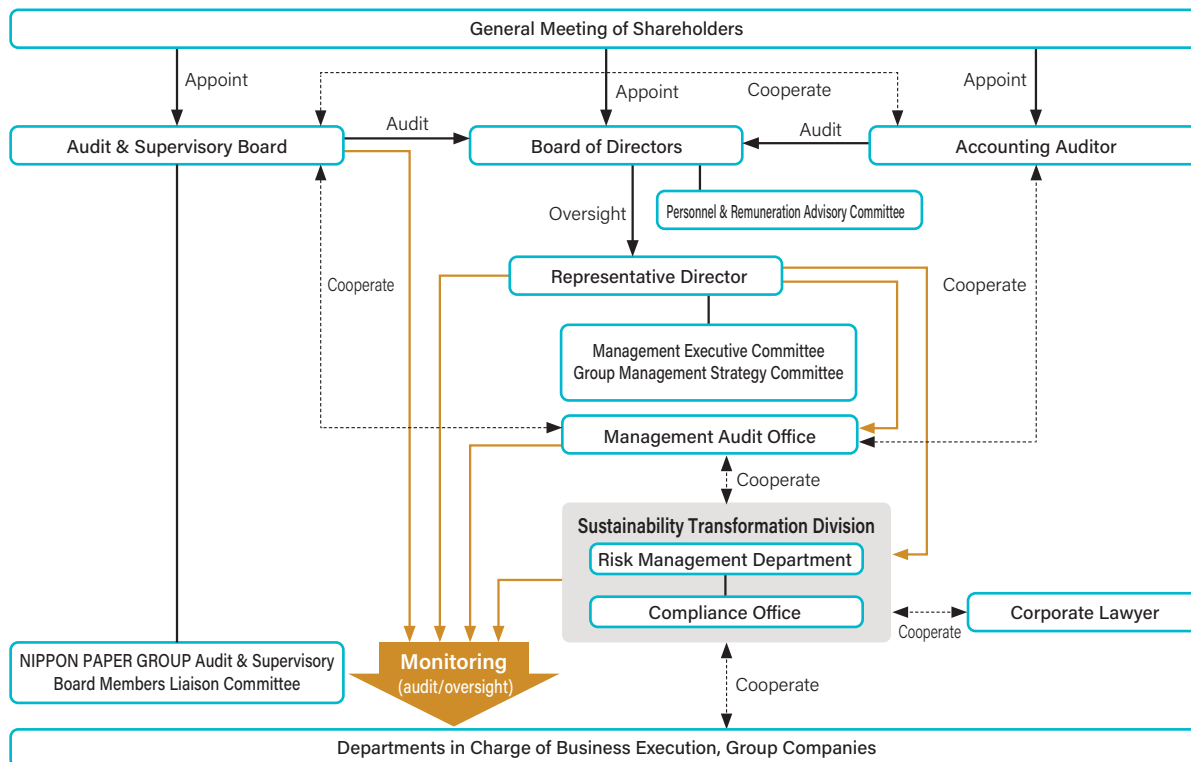 General Meeting of Shareholders
Appoint
Appoint
Cooperate
Appoint
Audit & Supervisory Board
Audit
Board of Directors
Audit
Accounting Auditor
Oversight
Personnel & Remuneration Advisory Committee
Cooperate
Representative Director
Cooperate
Management Executive Committee
Group Management Strategy Committee
Management Audit Office
Cooperate
Sustainability Transformation Division
Risk Management Department
Compliance Office
Cooperate
Corporate Lawyer
NIPPON PAPER GROUP Audit & Supervisory
Board Members Liaison Committee
Monitoring
(audit/oversight)
Cooperate
Departments in Charge of Business Execution, Group Companies